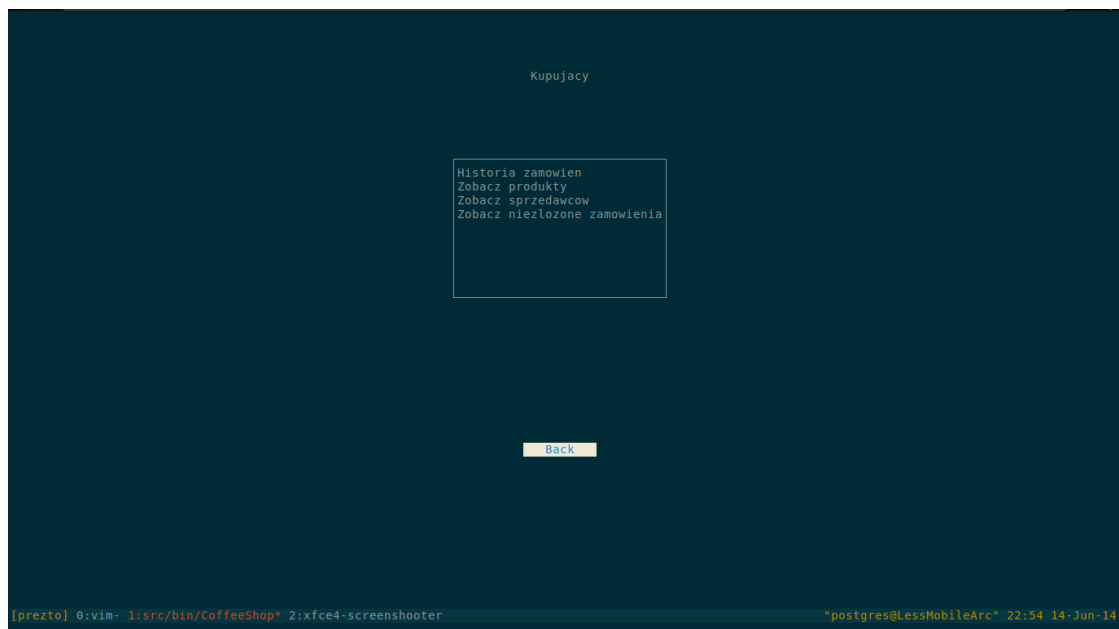 Kupujacy
Historia zamowien
Zobacz produkty
Zobacz sprzedawcow
Zobacz niezlozone zamowienia
Back
[prezto] 0:vim- 1:src/bin/CoffeeShop* 2:xfce4-screenshooter "postgres@LessMobileArc" 22:54 14-Jun-14